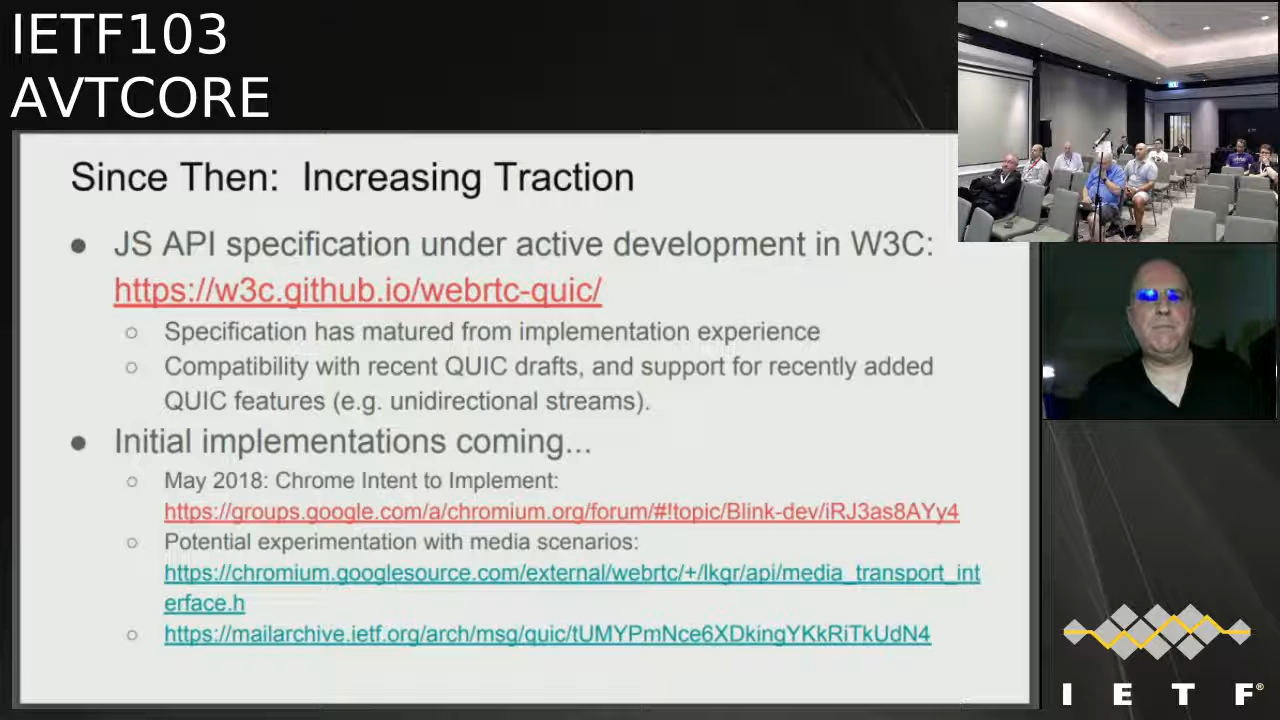 IETF103
AVTCORE
Since Then: Increasing Traction
● JS API specification under active development in W3C:
https://w3c.github.io/webrtc-quic/
○ Specification has matured from implementation experience
○ Compatibility with recent QUIC drafts, and support for recently added
QUIC features (e.g. unidirectional streams).
● Initial implementations coming...
○ May 2018: Chrome Intent to Implement:
https://groups.google.com/a/chromium.org/forum/#!topic/Blink-dev/iRJ3as8AYy4
○ Potential experimentation with media scenarios:
https://chromium.googlesource.com/external/webrtc/+/lkgr/api/media_transport_int
erface.h
○ https://mailarchive.ietf.org/arch/msg/quic/tUMYPmNce6XDkingYKkRiTkUdN4
I E T F®